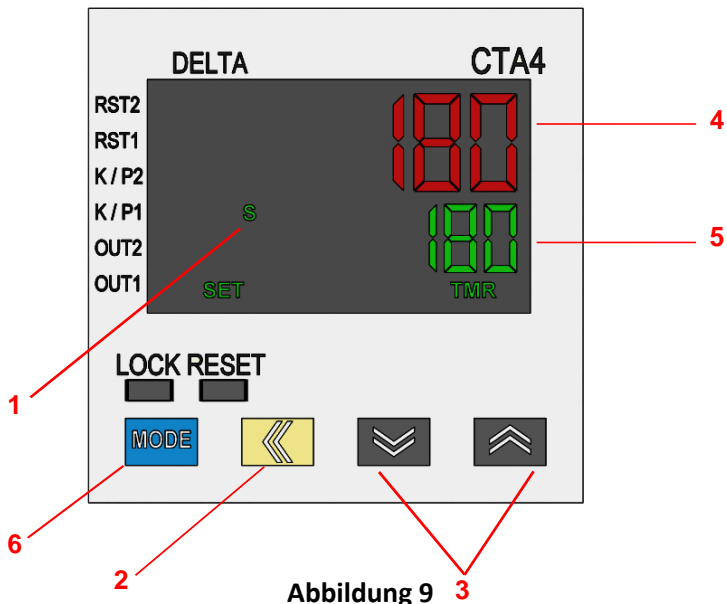 DELTA CTA4
RST2
180 4
RST1
K / P2
K / P1
S 180 5
OUT2
OUT1 SET TMR
LOCK RESET
1
MODE
6
2 3
Abbildung 9